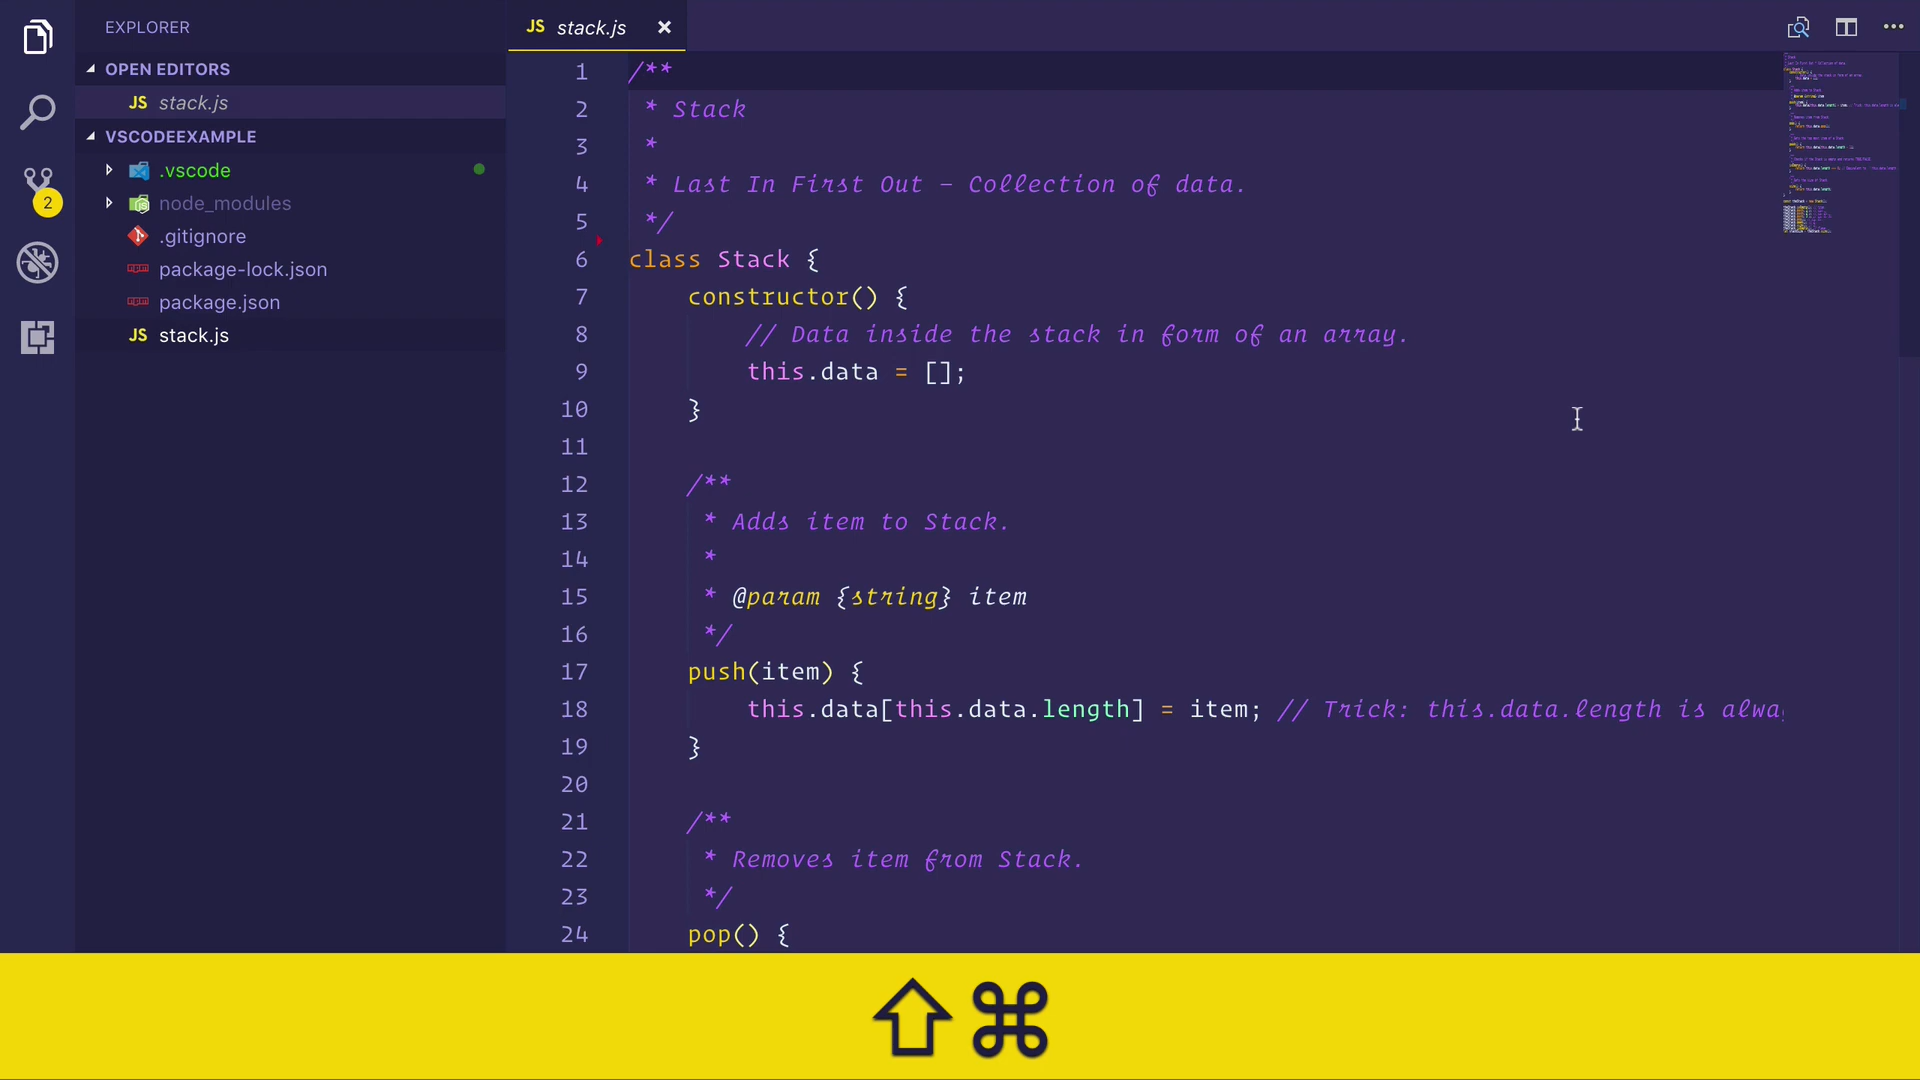 EXPLORER
OPEN EDITORS
JS stack.js
VSCODEEXAMPLE
.vscode
node_modules
.gitignore
package-lock.json
package.json
JS stack.js
2
JS stack.js
1 /**
2 * Stack
3 *
4 * Last In First Out – Collection of data.
5 */
6 class Stack {
7 constructor() {
8 // Data inside the stack in form of an array.
9 this.data = [];
10 }
11
12 /**
13 * Adds item to Stack.
14 *
15 * @param {string} item
16 */
17 push(item) {
18 this.data[this.data.length] = item; // Trick: this.data.length is alwa
19 }
20
21 /**
22 * Removes item from Stack.
23 */
24 pop() {
⇧ ⌘